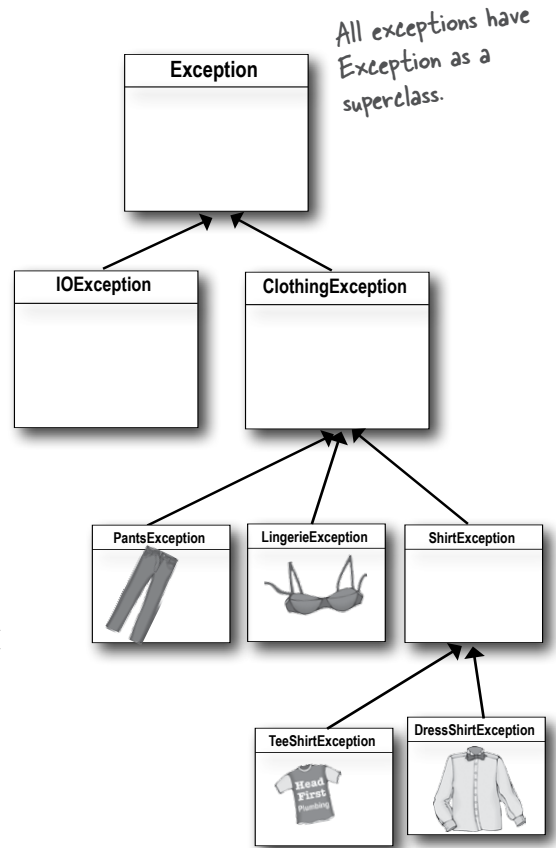 All exceptions have
Exception as a
superclass.
Exception
IOException
ClothingException
PantsException
LingerieException
ShirtException
TeeShirtException
Head
First
Plumbing
DressShirtException